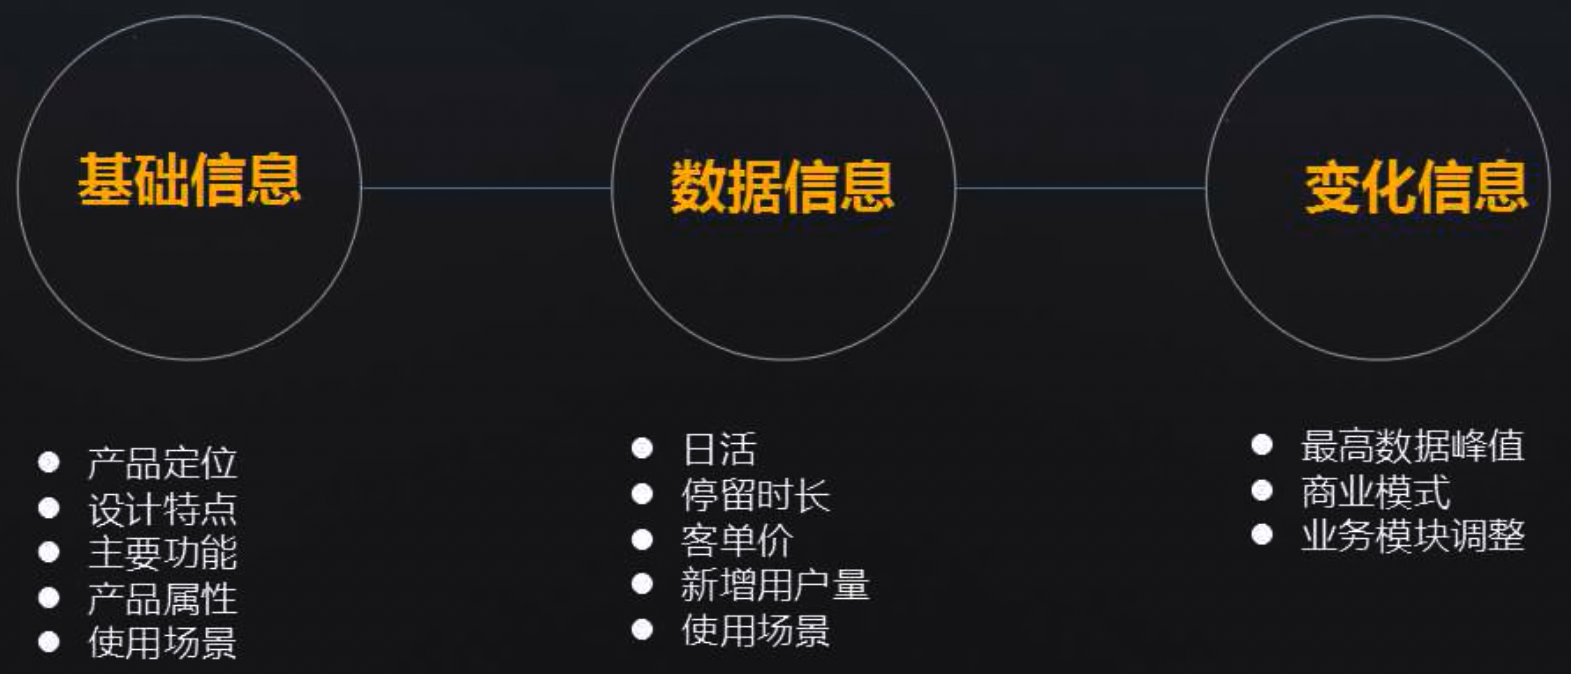 基础信息
数据信息
变化信息
● 产品定位
● 设计特点
● 主要功能
● 产品属性
● 使用场景
● 日活
● 停留时长
● 客单价
● 新增用户量
● 使用场景
● 最高数据峰值
● 商业模式
● 业务模块调整